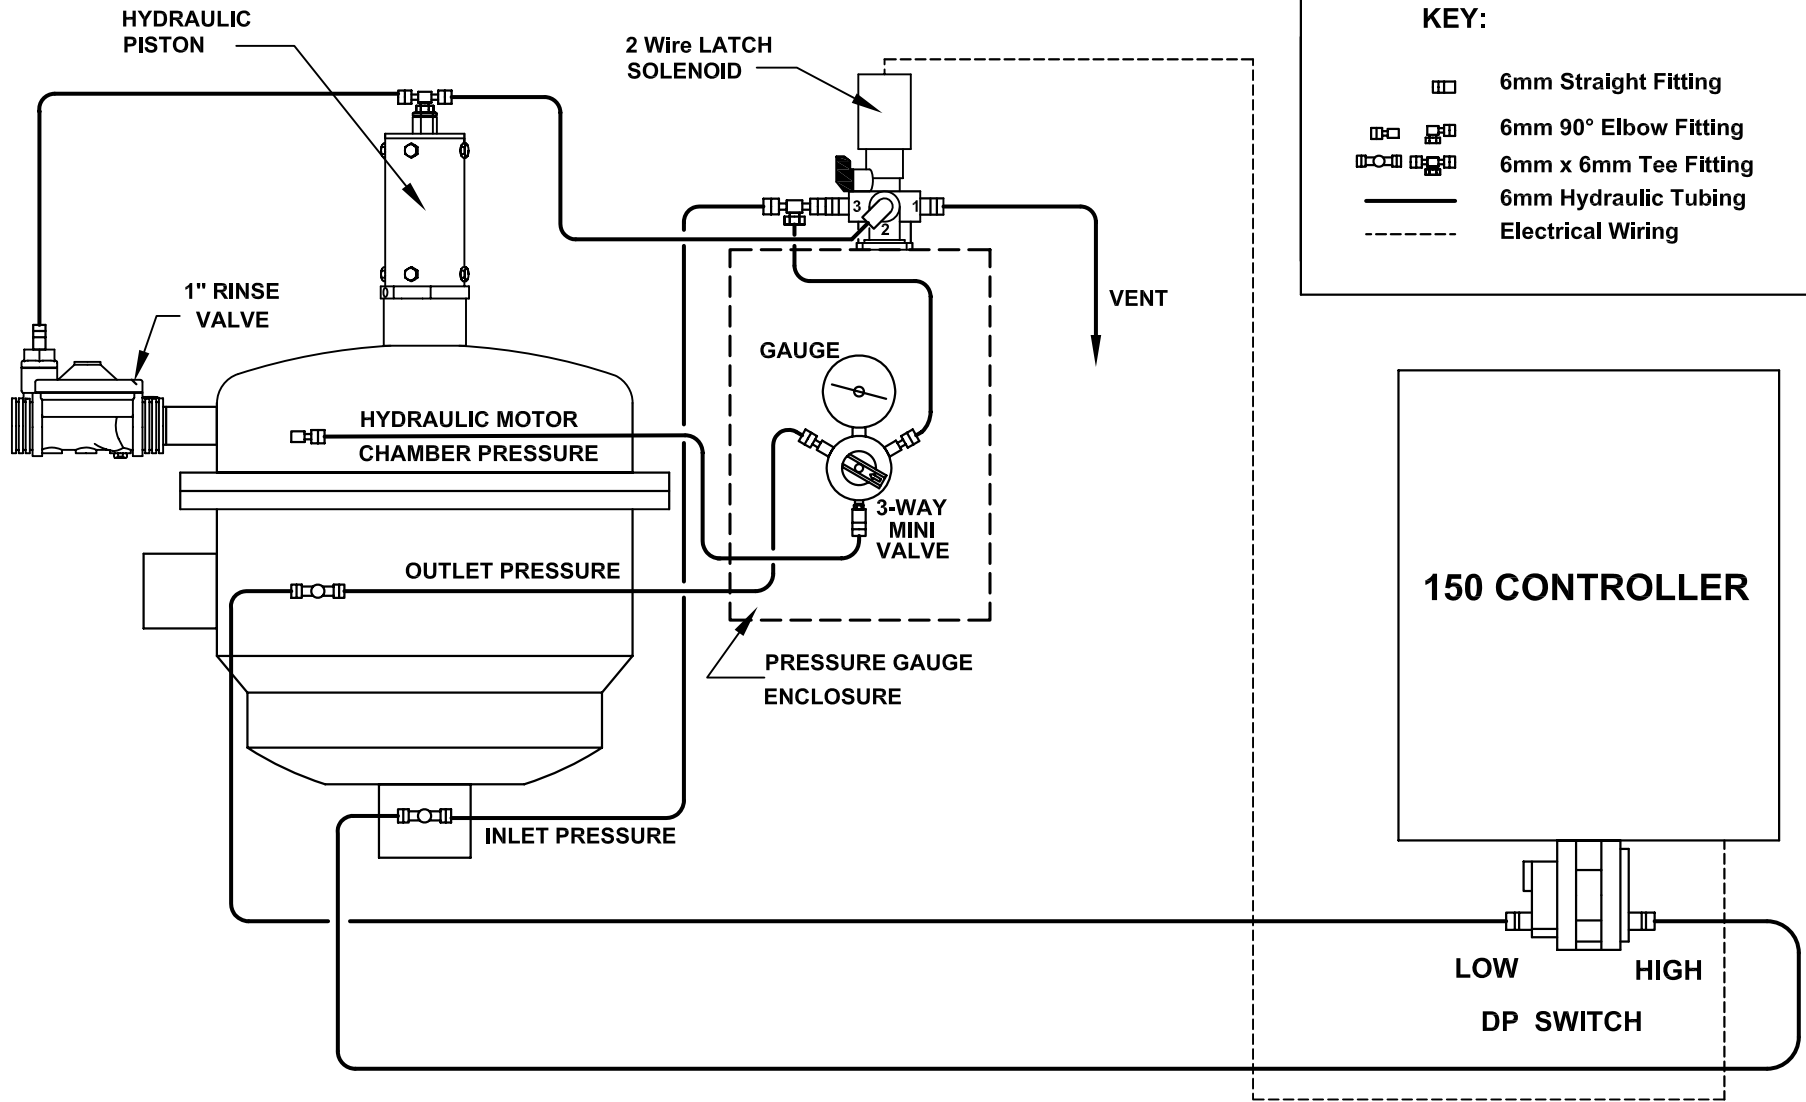 HYDRAULIC
PISTON
2 Wire LATCH
SOLENOID
KEY:
6mm Straight Fitting
6mm 90° Elbow Fitting
6mm x 6mm Tee Fitting
6mm Hydraulic Tubing
Electrical Wiring
3
1
2
1" RINSE
VALVE
VENT
GAUGE
HYDRAULIC MOTOR
CHAMBER PRESSURE
3-WAY
MINI
VALVE
OUTLET PRESSURE
150 CONTROLLER
PRESSURE GAUGE
ENCLOSURE
INLET PRESSURE
LOW
HIGH
DP SWITCH